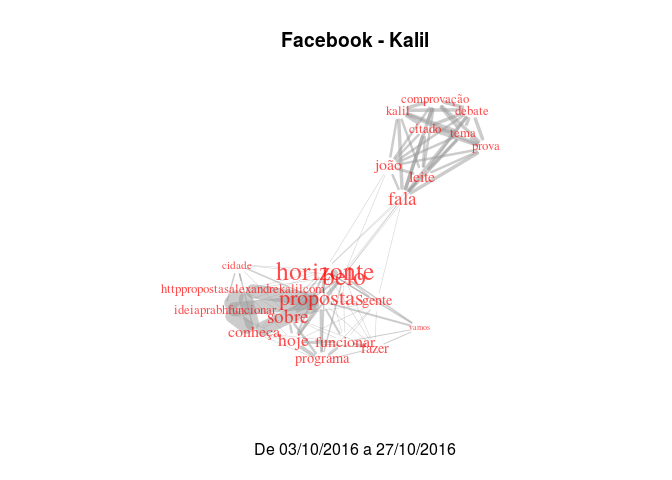 Facebook - Kalil
comprovação
kalil
debate
citado
tema
prova
joão
leite
fala
cidade
horizonte
belo
httppropostasalexandrekalilcom
propostas
gente
ideiaprabhfuncionar
sobre
vamos
conheça
hoje
funcionar
fazer
programa
De 03/10/2016 a 27/10/2016